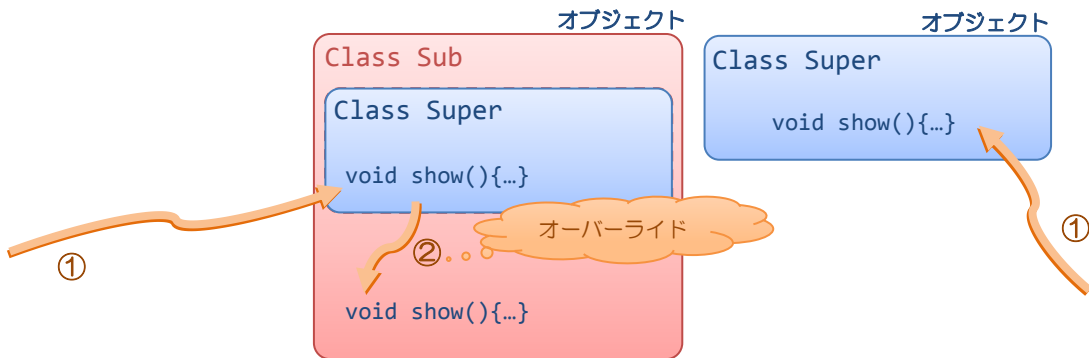 オブジェクト
Class Sub
Class Super
void show(){…}
①
②
オーバーライド
void show(){…}
オブジェクト
Class Super
void show(){…}
①